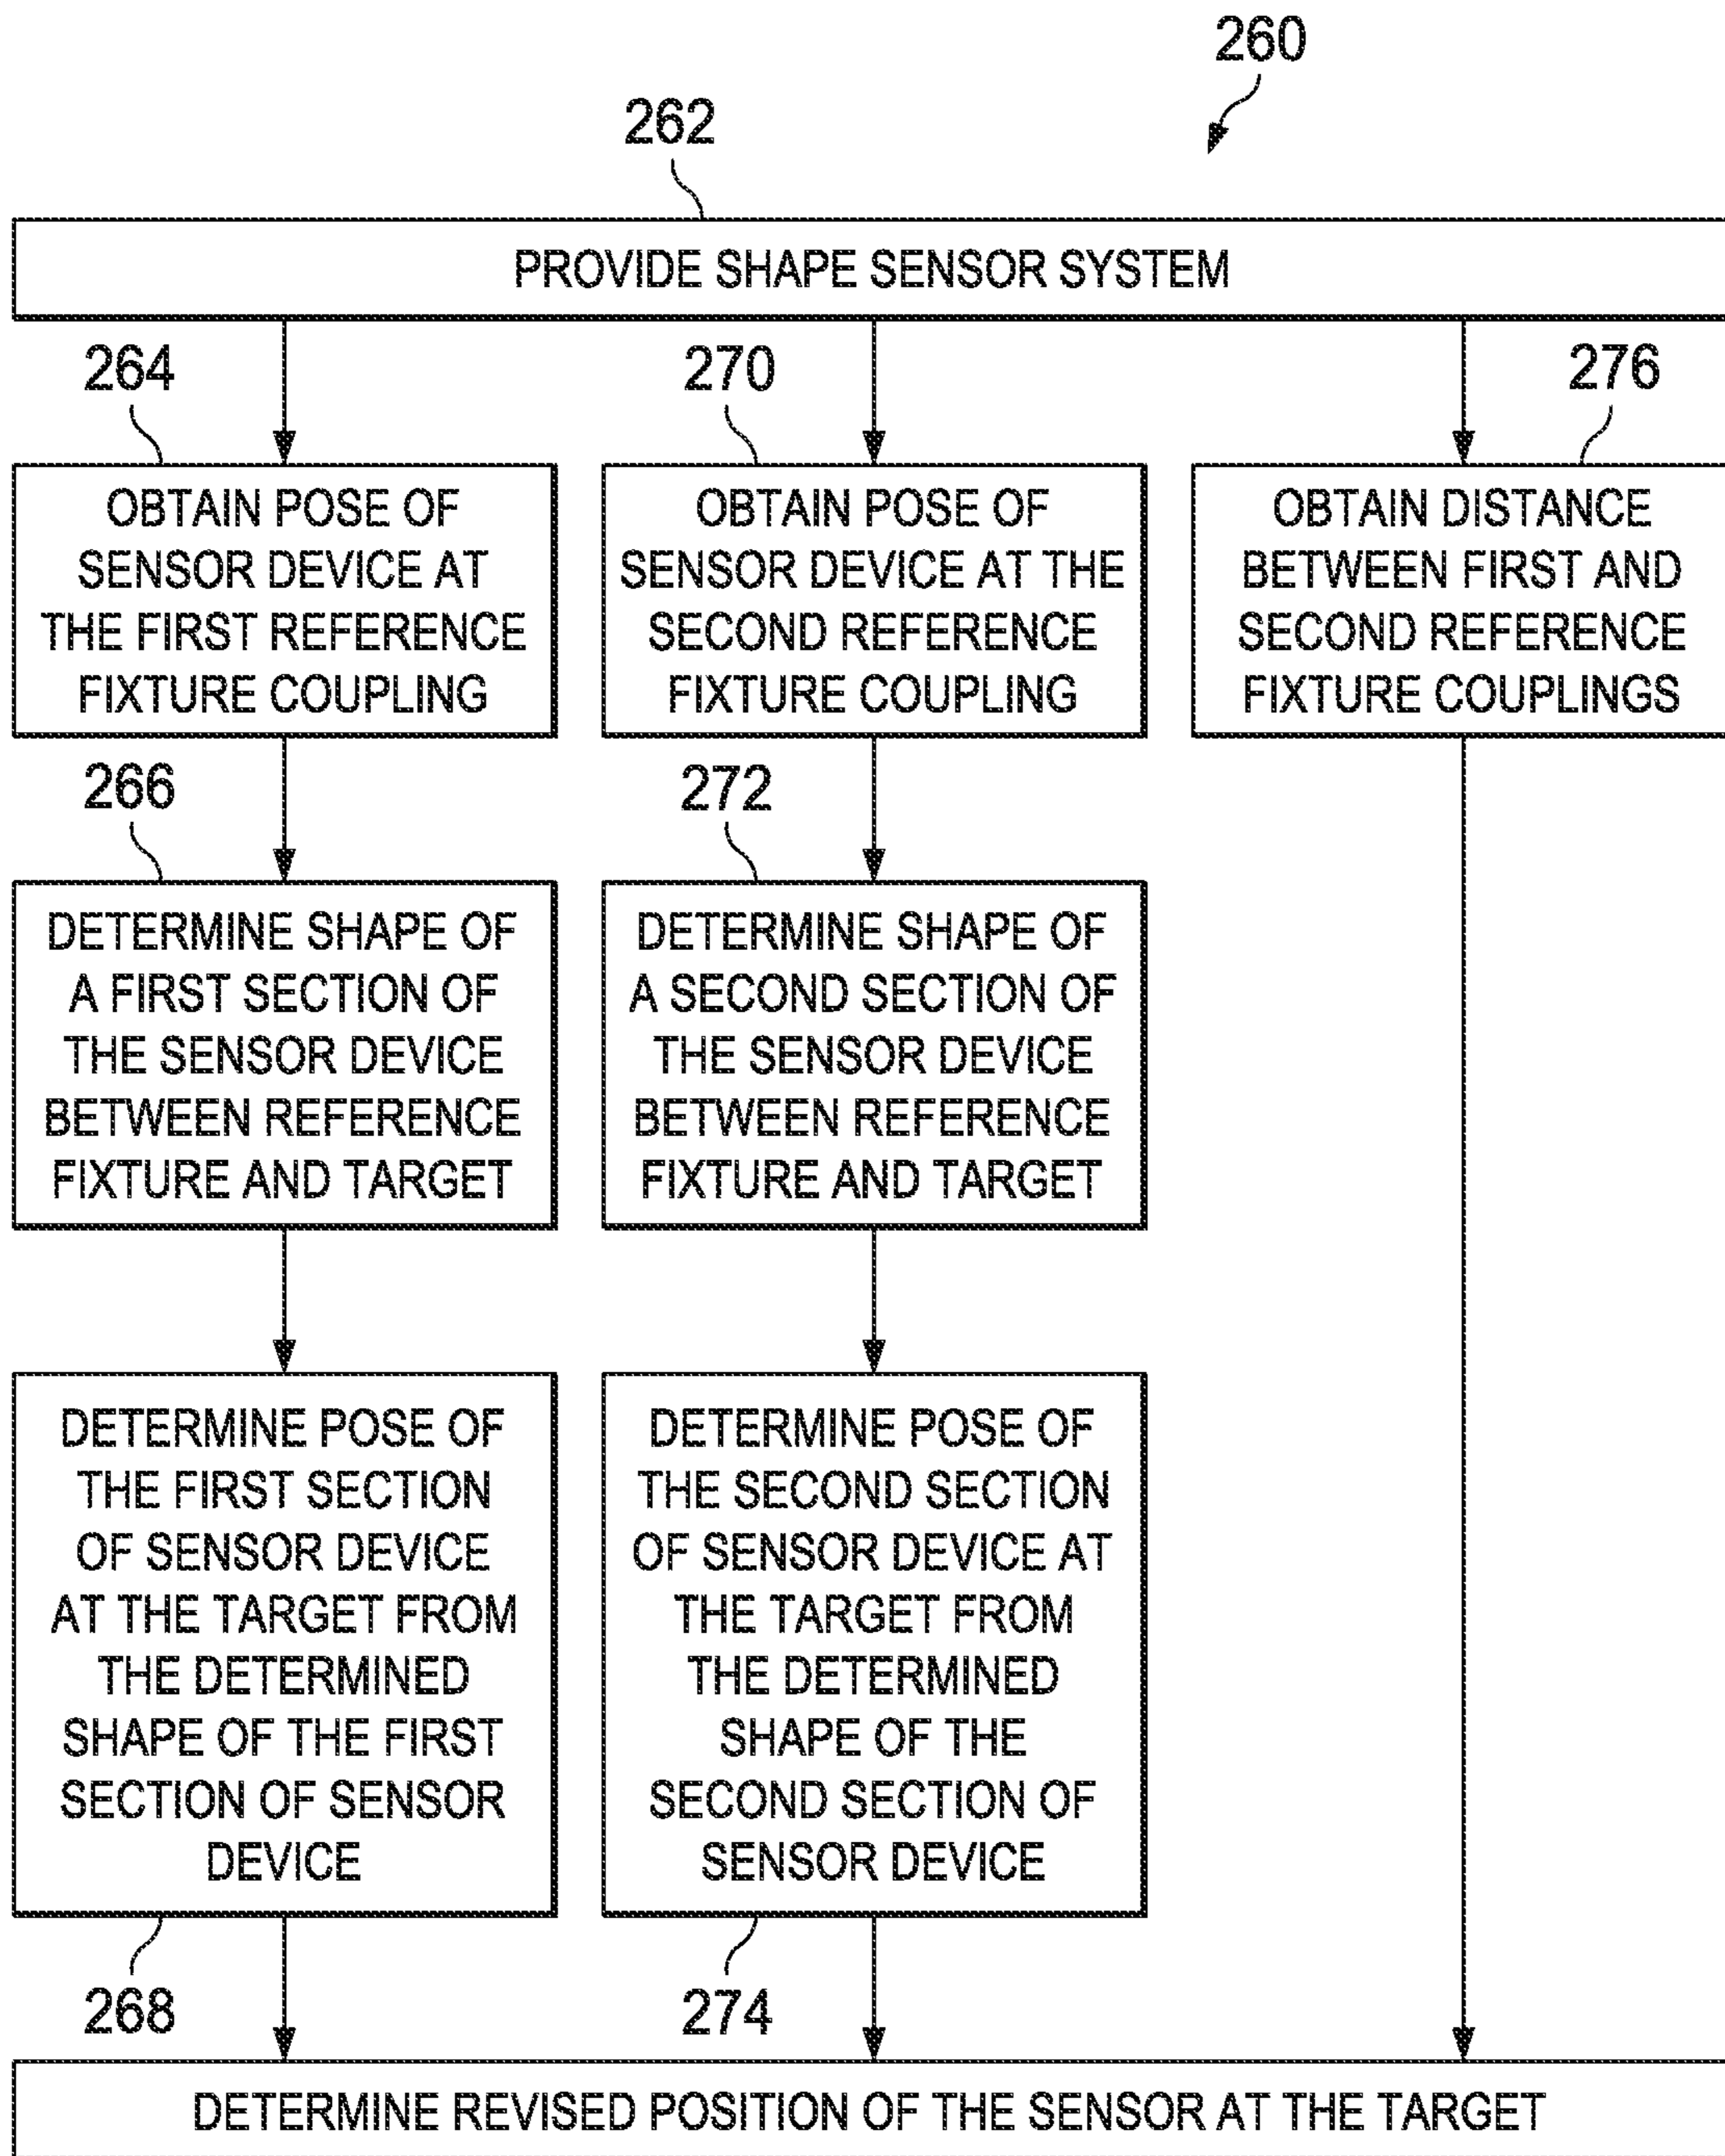 260
262
PROVIDE SHAPE SENSOR SYSTEM
264
OBTAIN POSE OF
SENSOR DEVICE AT
THE FIRST REFERENCE
FIXTURE COUPLING
266
DETERMINE SHAPE OF
A FIRST SECTION OF
THE SENSOR DEVICE
BETWEEN REFERENCE
FIXTURE AND TARGET
DETERMINE POSE OF
THE FIRST SECTION
OF SENSOR DEVICE
AT THE TARGET FROM
THE DETERMINED
SHAPE OF THE FIRST
SECTION OF SENSOR
DEVICE
268
270
OBTAIN POSE OF
SENSOR DEVICE AT THE
SECOND REFERENCE
FIXTURE COUPLING
272
DETERMINE SHAPE OF
A SECOND SECTION OF
THE SENSOR DEVICE
BETWEEN REFERENCE
FIXTURE AND TARGET
DETERMINE POSE OF
THE SECOND SECTION
OF SENSOR DEVICE AT
THE TARGET FROM
THE DETERMINED
SHAPE OF THE
SECOND SECTION OF
SENSOR DEVICE
274
276
OBTAIN DISTANCE
BETWEEN FIRST AND
SECOND REFERENCE
FIXTURE COUPLINGS
DETERMINE REVISED POSITION OF THE SENSOR AT THE TARGET